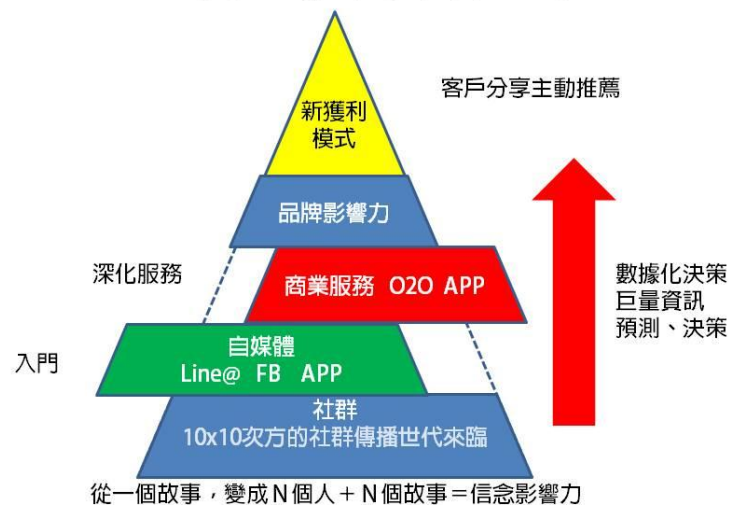 客戶分享主動推薦
新獲利
模式
品牌影響力
深化服務
商業服務 O2O APP
數據化決策
巨量資訊
預測、決策
入門
自媒體
Line@ FB APP
社群
10x10次方的社群傳播世代來臨
從一個故事，變成N個人＋N個故事＝信念影響力